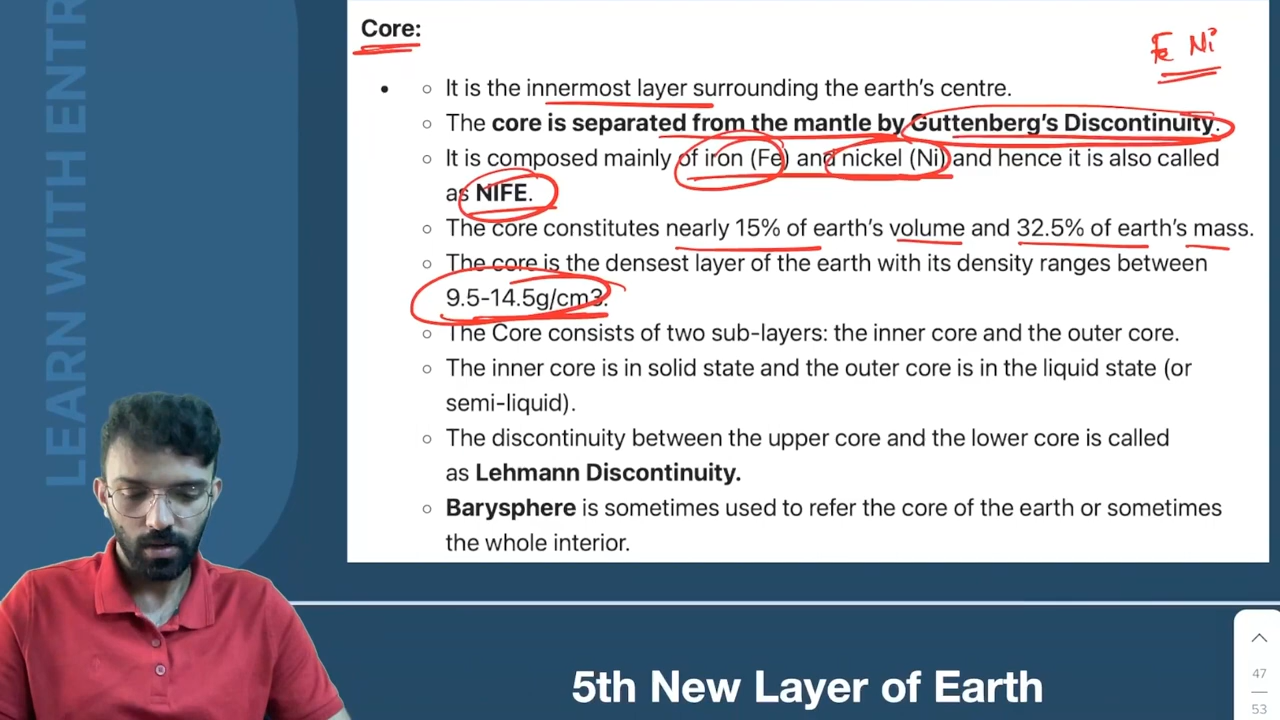 LEARN WITH ENTR
Core:
Fe Ni
It is the innermost layer surrounding the earth's centre.
The core is separated from the mantle by Guttenberg's Discontinuity.
It is composed mainly of iron (Fe) and nickel (Ni) and hence it is also called
as NIFE.
The core constitutes nearly 15% of earth's volume and 32.5% of earth's mass.
The core is the densest layer of the earth with its density ranges between
9.5-14.5g/cm3.
The Core consists of two sub-layers: the inner core and the outer core.
The inner core is in solid state and the outer core is in the liquid state (or
semi-liquid).
The discontinuity between the upper core and the lower core is called
as Lehmann Discontinuity.
Barysphere is sometimes used to refer the core of the earth or sometimes
the whole interior.
5th New Layer of Earth
47
53